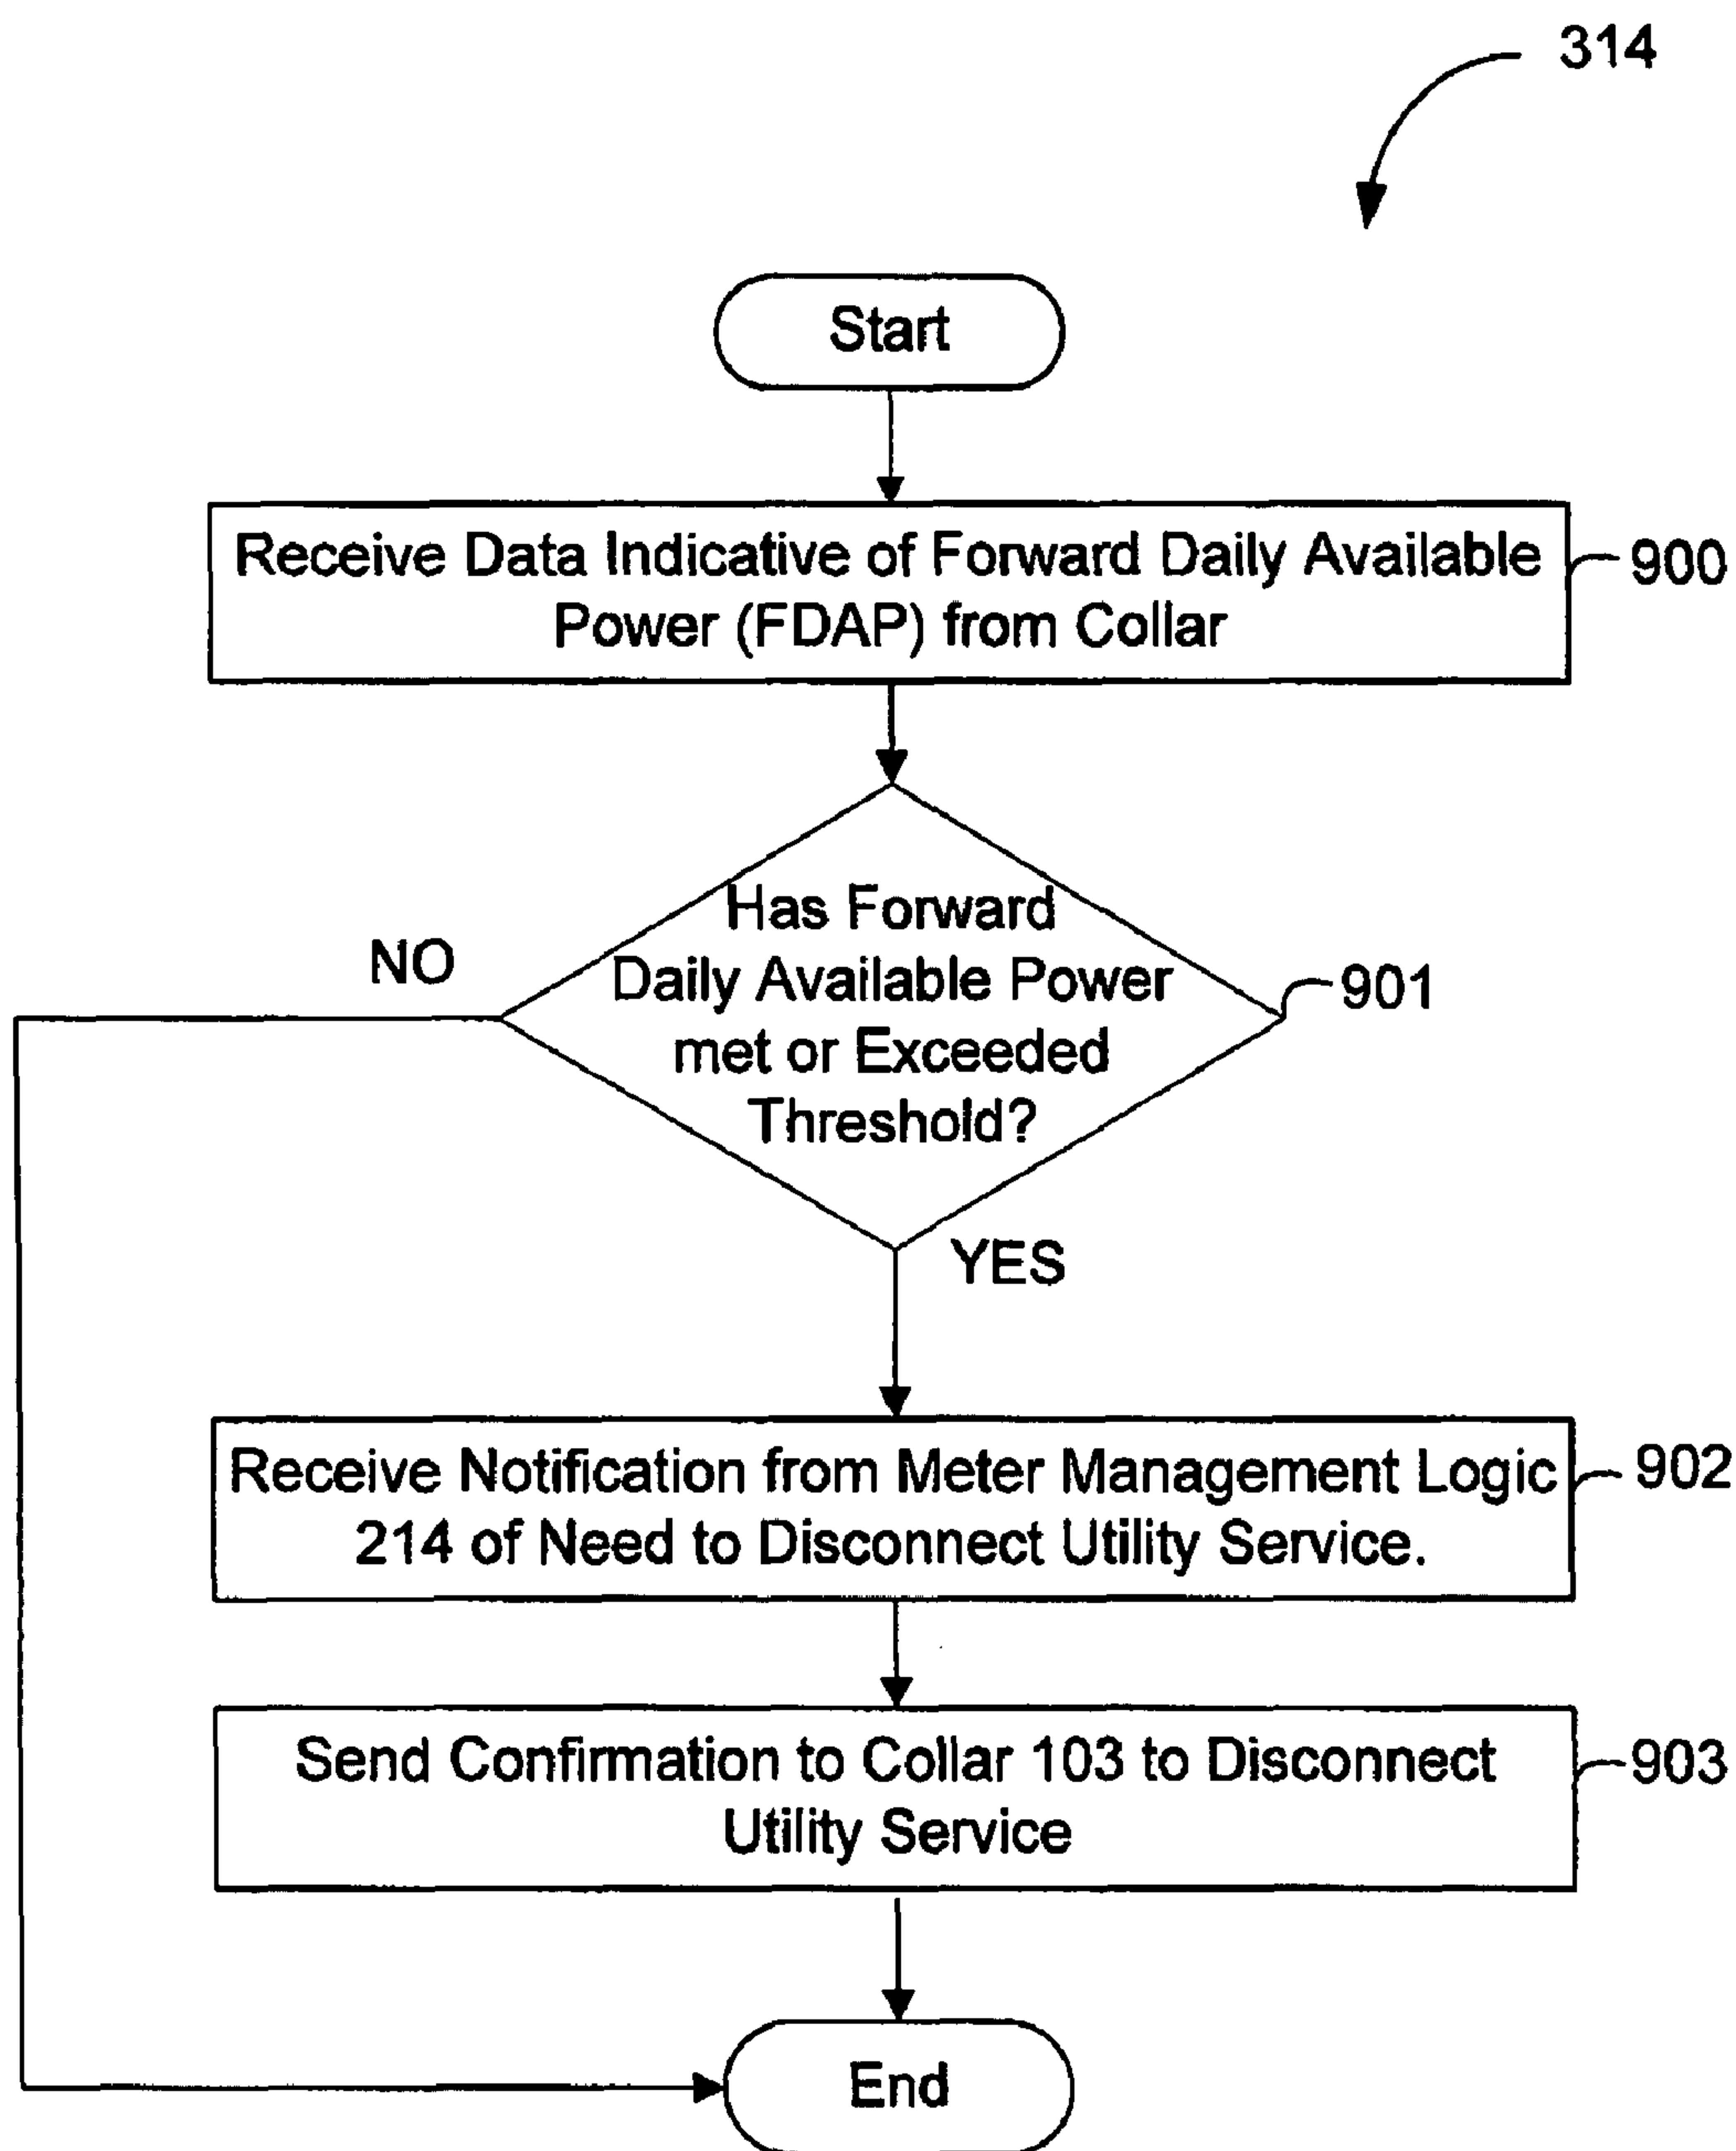 314
Start
Receive Data Indicative of Forward Daily Available
Power (FDAP) from Collar
900
Has Forward
Daily Available Power
met or Exceeded
Threshold?
901
NO
YES
Receive Notification from Meter Management Logic
214 of Need to Disconnect Utility Service.
902
Send Confirmation to Collar 103 to Disconnect
Utility Service
903
End